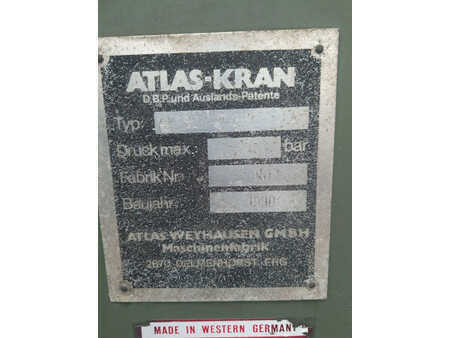 ATLAS-KRAN
D.B.P. und Auslands-Patente
Typ:
Druck max. bar
Fabrik Nr.
Baujahr:
ATLAS WEYHAUSEN GMBH
Maschinenfabrik
2870 DELMENHORST FRG
MADE IN WESTERN GERMANY